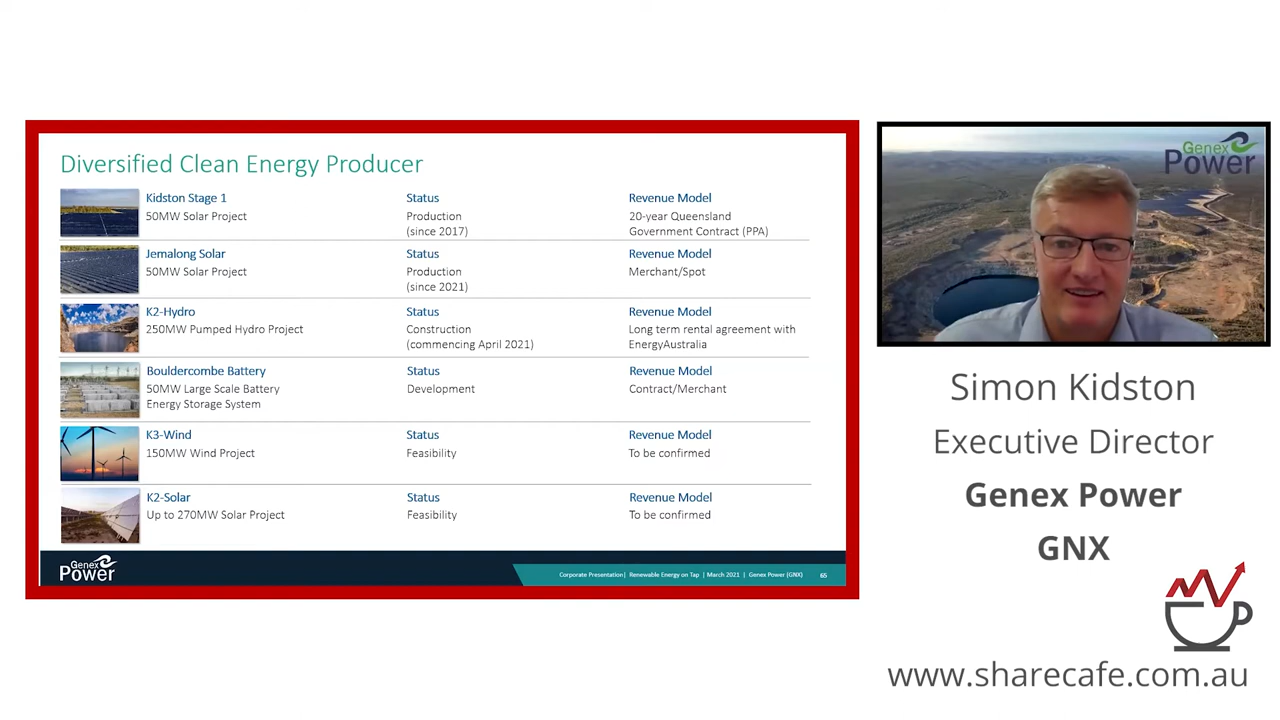 Diversified Clean Energy Producer
Kidston Stage 1
50MW Solar Project
Status
Production
(since 2017)
Revenue Model
20-year Queensland
Government Contract (PPA)
Jemalong Solar
50MW Solar Project
Status
Production
(since 2021)
Revenue Model
Merchant/Spot
K2-Hydro
250MW Pumped Hydro Project
Status
Construction
(commencing April 2021)
Revenue Model
Long term rental agreement with
EnergyAustralia
Bouldercombe Battery
50MW Large Scale Battery
Energy Storage System
Status
Development
Revenue Model
Contract/Merchant
K3-Wind
150MW Wind Project
Status
Feasibility
Revenue Model
To be confirmed
K2-Solar
Up to 270MW Solar Project
Status
Feasibility
Revenue Model
To be confirmed
Genex
Power
Corporate Presentation| Renewable Energy on Tap | March 2021 | Genex Power (GNX) 65
Genex
Power
Simon Kidston
Executive Director
Genex Power
GNX
www.sharecafe.com.au